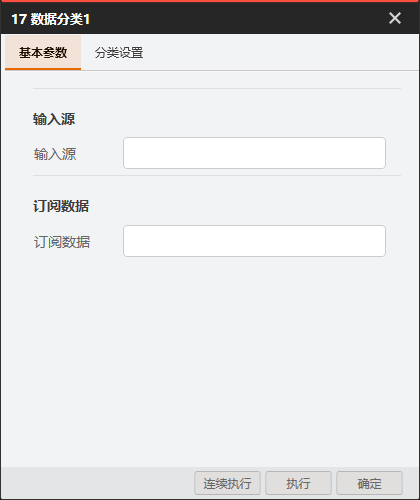 17 数据分类1
基本参数 分类设置
输入源
输入源
订阅数据
订阅数据
连续执行 执行 确定